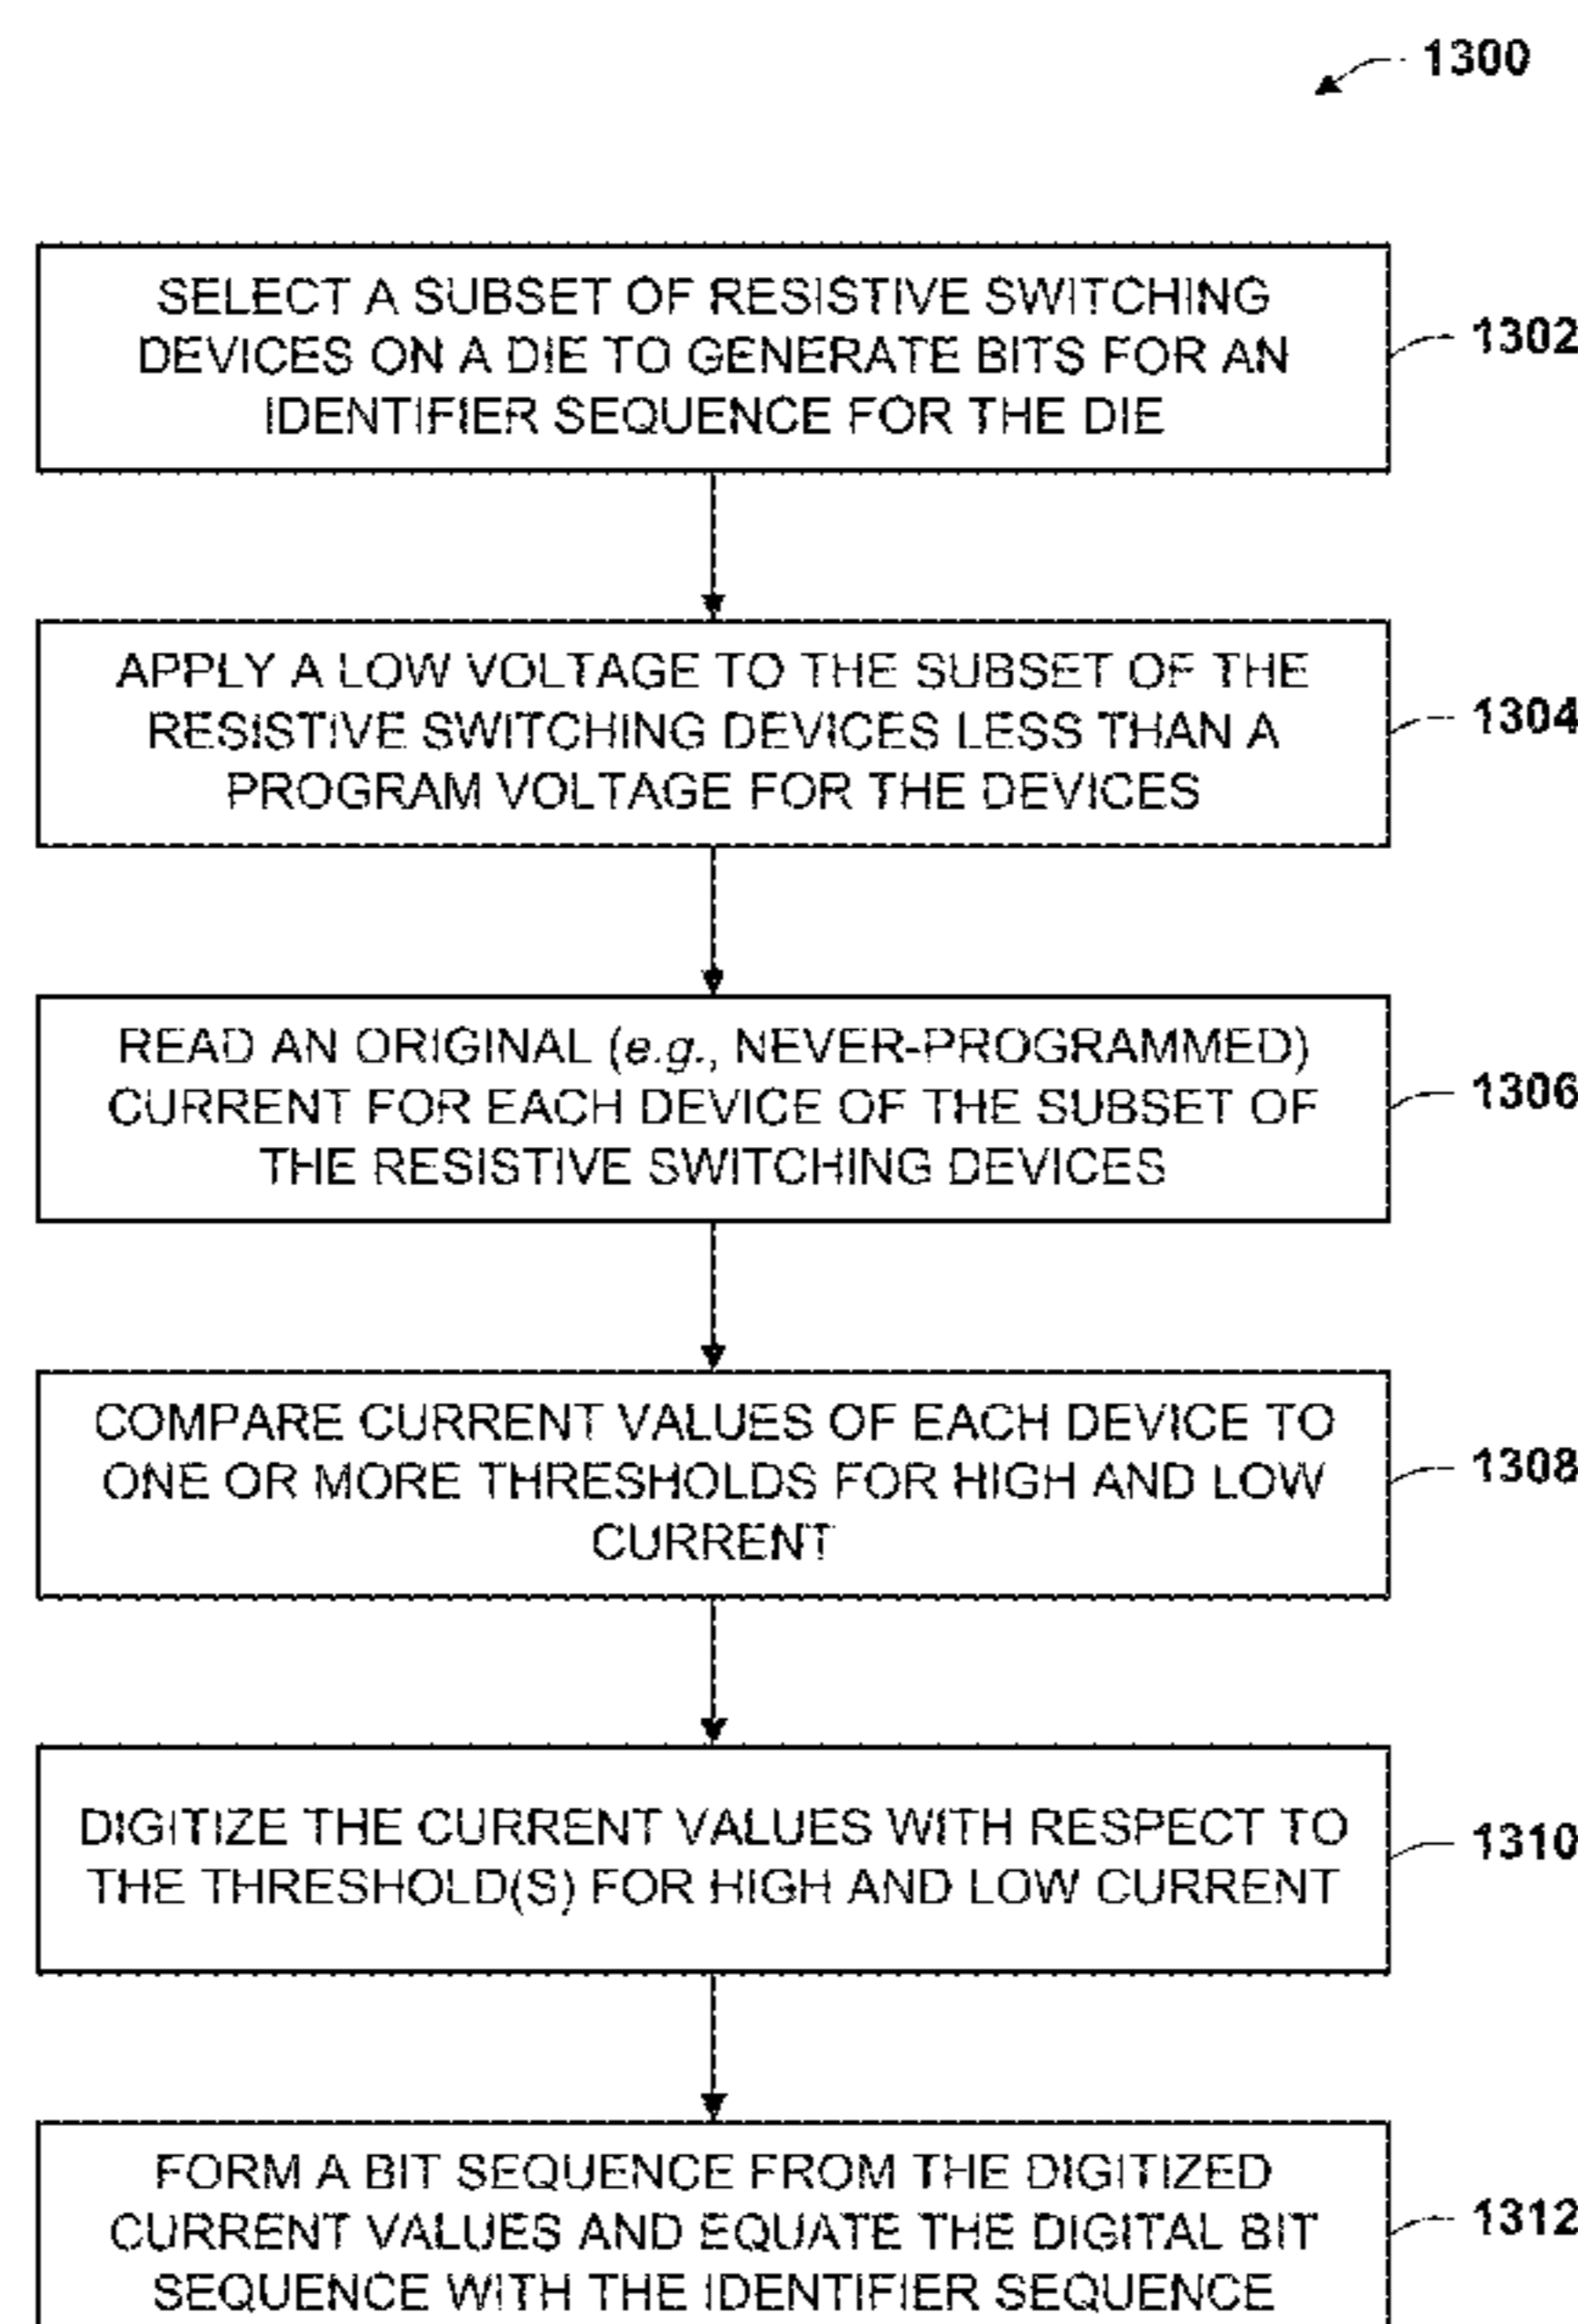 1300
SELECT A SUBSET OF RESISTIVE SWITCHING
DEVICES ON A DIE TO GENERATE BITS FOR AN
IDENTIFIER SEQUENCE FOR THE DIE
1302
APPLY A LOW VOLTAGE TO THE SUBSET OF THE
RESISTIVE SWITCHING DEVICES LESS THAN A
PROGRAM VOLTAGE FOR THE DEVICES
1304
READ AN ORIGINAL (e.g., NEVER-PROGRAMMED)
CURRENT FOR EACH DEVICE OF THE SUBSET OF
THE RESISTIVE SWITCHING DEVICES
1306
COMPARE CURRENT VALUES OF EACH DEVICE TO
ONE OR MORE THRESHOLDS FOR HIGH AND LOW
CURRENT
1308
DIGITIZE THE CURRENT VALUES WITH RESPECT TO
THE THRESHOLD(S) FOR HIGH AND LOW CURRENT
1310
FORM A BIT SEQUENCE FROM THE DIGITIZED
CURRENT VALUES AND EQUATE THE DIGITAL BIT
SEQUENCE WITH THE IDENTIFIER SEQUENCE
1312